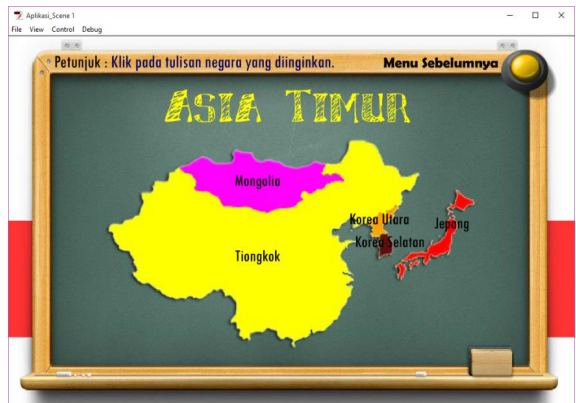 Aplikasi_Scene 1
File View Control Debug
Petunjuk : Klik pada tulisan negara yang diinginkan.
Menu Sebelumnya
ASIA TIMUR
Mongolia
Korea Utara
Jepang
Korea Selatan
Tiongkok